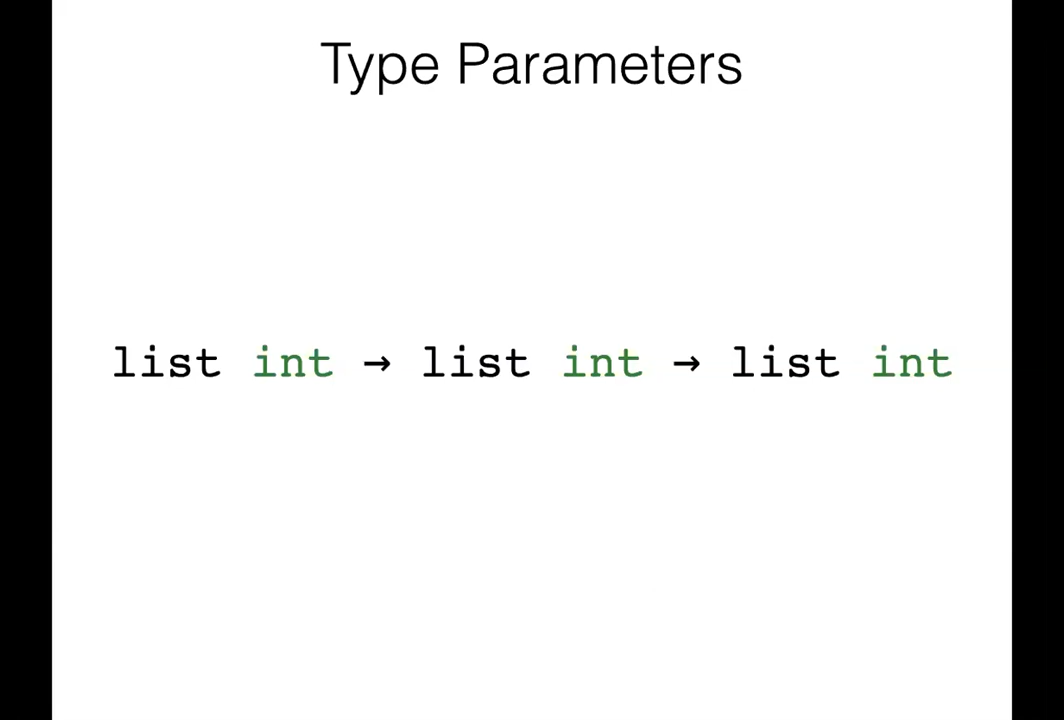 Type Parameters
list int → list int → list int